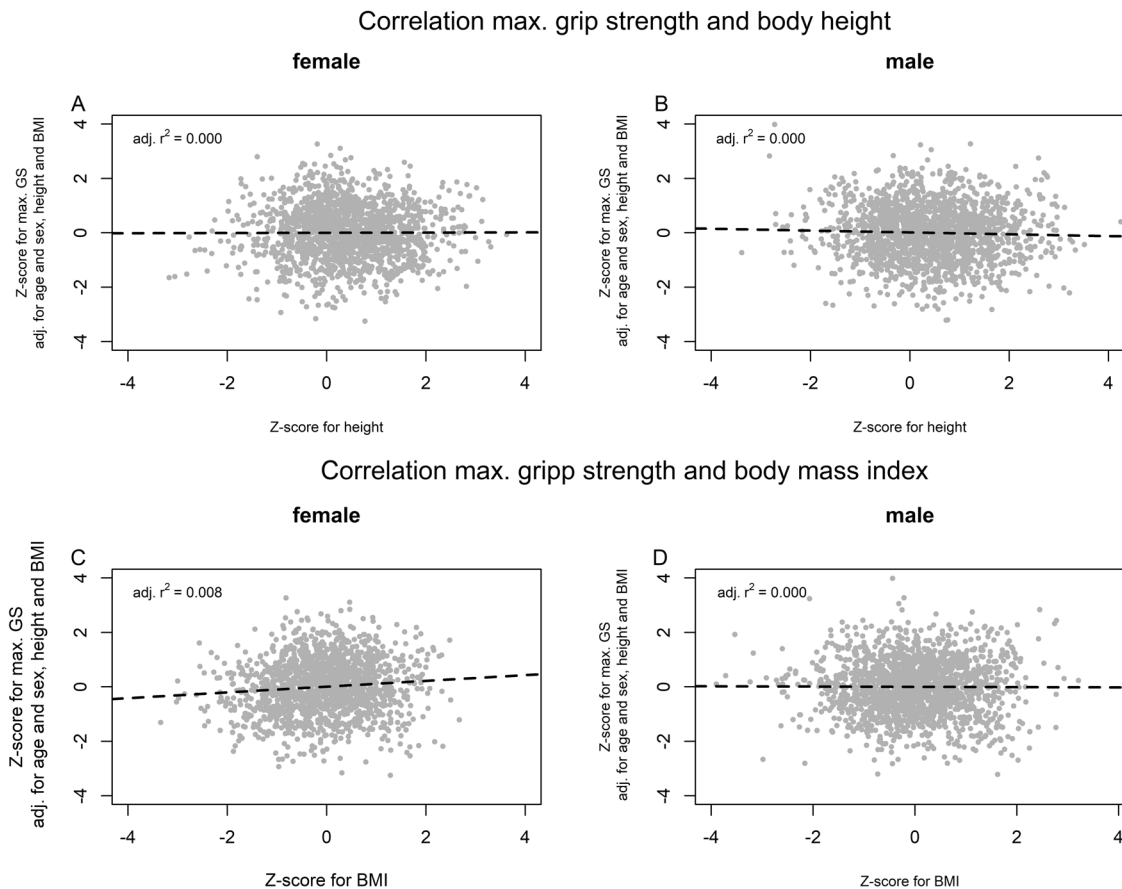 Correlation max. grip strength and body height
female
male
A
B
adj. r² = 0.000
adj. r² = 0.000
Z-score for max. GS
adj. for age and sex, height and BMI
Z-score for max. GS
adj. for age and sex, height and BMI
4
2
0
-2
-4
4
2
0
-2
-4
-4 -2 0 2 4
-4 -2 0 2 4
Z-score for height
Z-score for height
Correlation max. gripp strength and body mass index
female
male
C
D
adj. r² = 0.008
adj. r² = 0.000
Z-score for max. GS
adj. for age and sex, height and BMI
Z-score for max. GS
adj. for age and sex, height and BMI
4
2
0
-2
-4
4
2
0
-2
-4
-4 -2 0 2 4
-4 -2 0 2 4
Z-score for BMI
Z-score for BMI